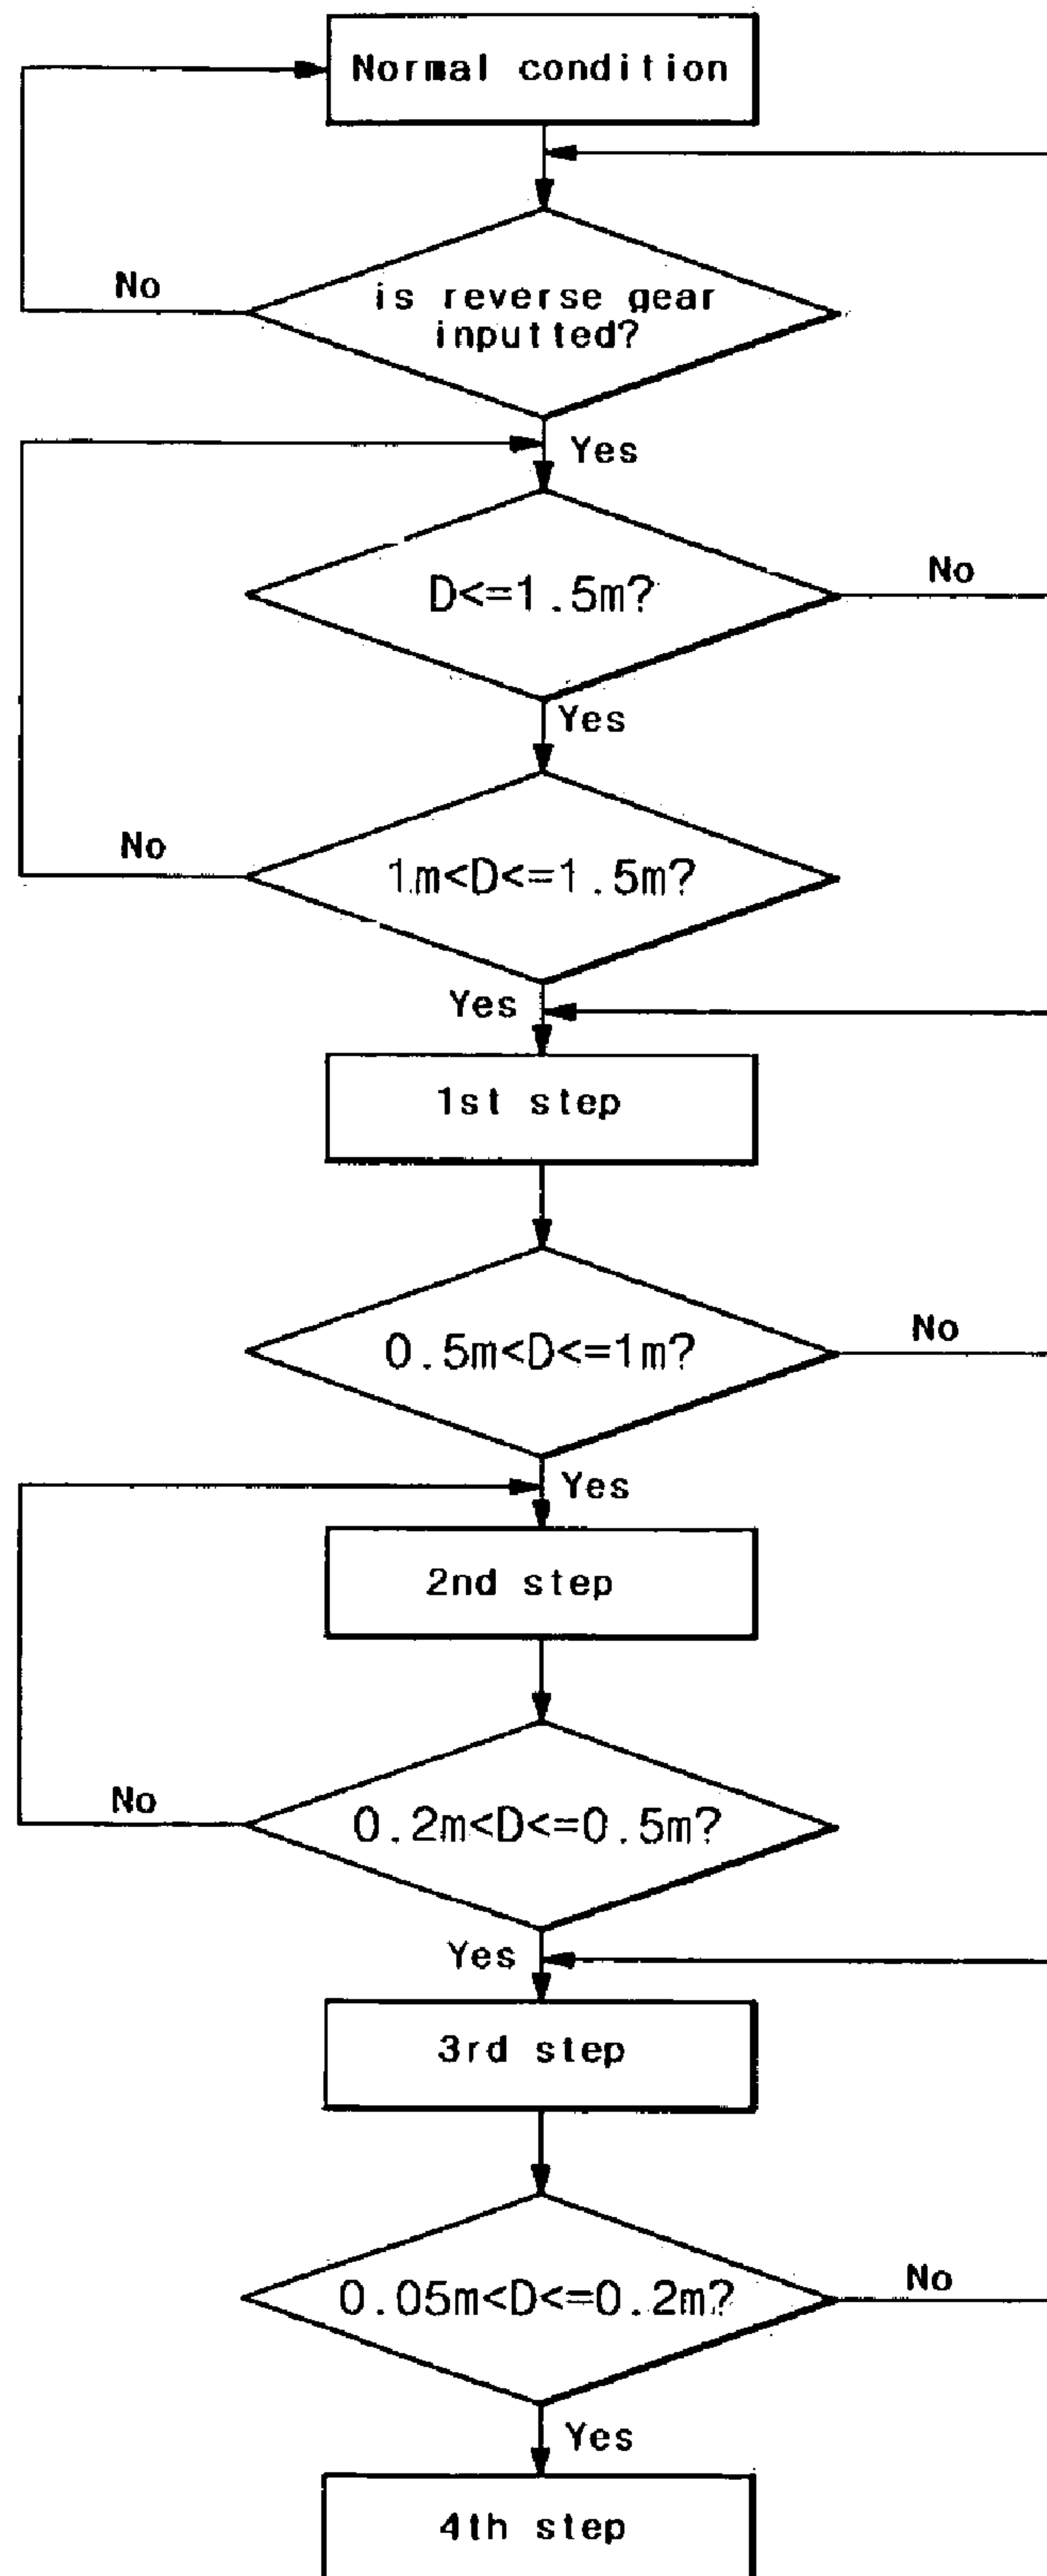 Normal condition
No
is reverse gear
inputted?
Yes
D<=1.5m?
No
Yes
No
1m<D<=1.5m?
Yes
1st step
0.5m<D<=1m?
No
Yes
2nd step
No
0.2m<D<=0.5m?
Yes
3rd step
0.05m<D<=0.2m?
No
Yes
4th step